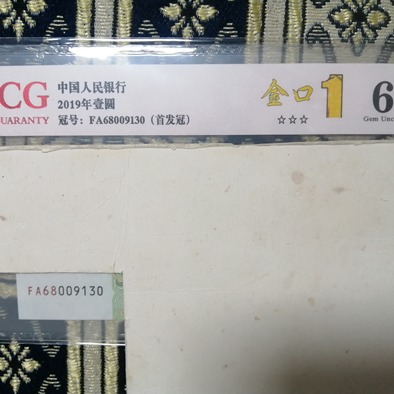 CG
UARANTY
中国人民银行
2019年壹圆
冠号：FA68009130（首发冠）
金口1
☆☆☆
6
Gem Unc
FA68009130